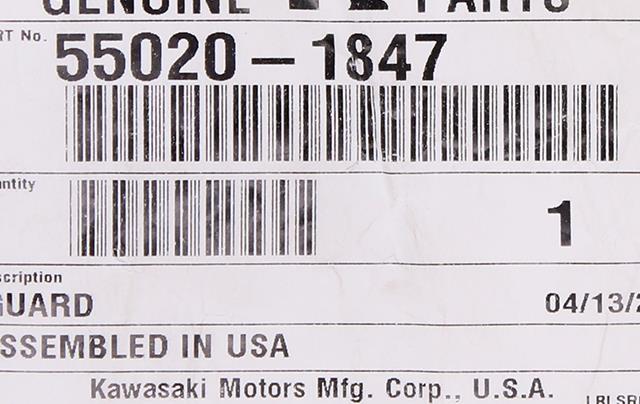 GENUINE PARTS
RT No.
55020-1847
ntity
1
scription
GUARD
04/13/2
SSEMBLED IN USA
Kawasaki Motors Mfg. Corp., U.S.A.